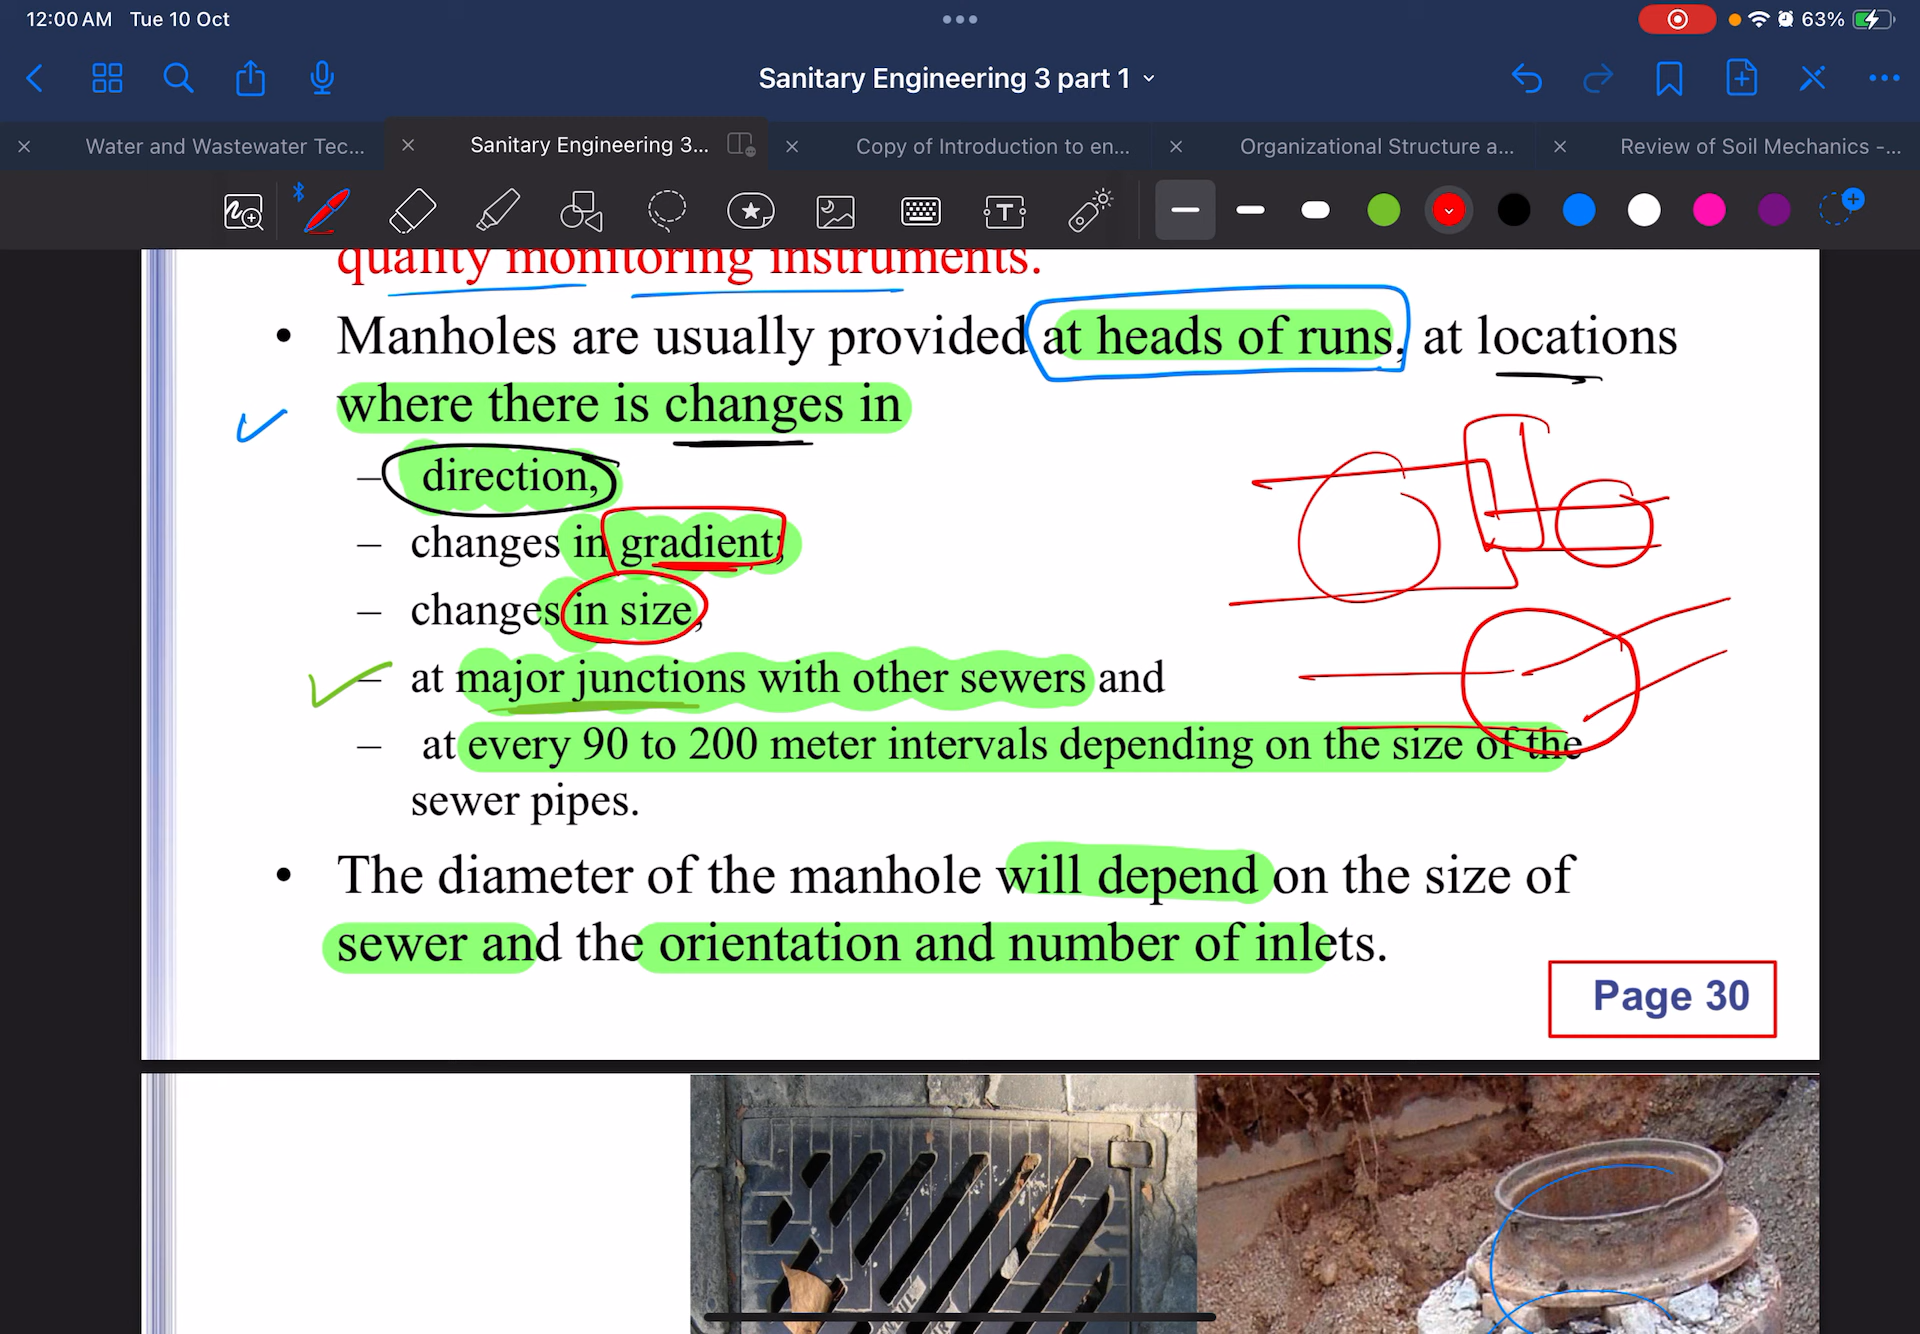 12:00 AM Tue 10 Oct
63%
Sanitary Engineering 3 part 1
Water and Wastewater Tec...
Sanitary Engineering 3...
Copy of Introduction to en...
Organizational Structure a...
Review of Soil Mechanics -...
quality monitoring instruments.
• Manholes are usually provided at heads of runs, at locations
where there is changes in
– direction,
– changes in gradient;
– changes in size,
– at major junctions with other sewers and
– at every 90 to 200 meter intervals depending on the size of the
sewer pipes.
• The diameter of the manhole will depend on the size of
sewer and the orientation and number of inlets.
Page 30